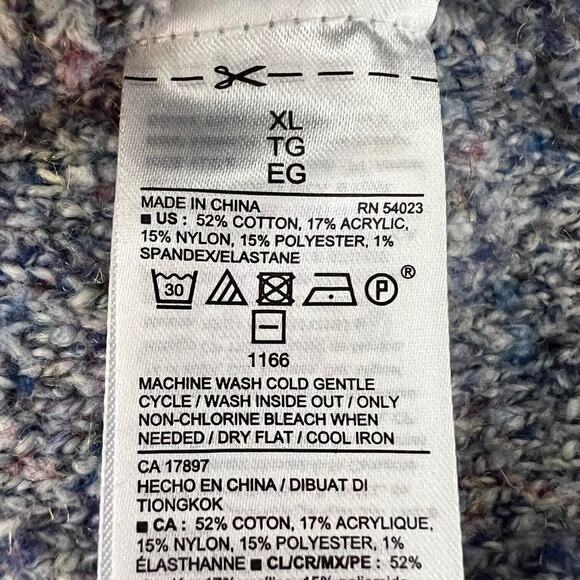 XL
TG
EG
MADE IN CHINA RN 54023
■ US : 52% COTTON, 17% ACRYLIC,
15% NYLON, 15% POLYESTER, 1%
SPANDEX/ELASTANE
30 P ®
1166
MACHINE WASH COLD GENTLE
CYCLE / WASH INSIDE OUT / ONLY
NON-CHLORINE BLEACH WHEN
NEEDED / DRY FLAT / COOL IRON
CA 17897
HECHO EN CHINA / DIBUAT DI
TIONGKOK
■ CA : 52% COTON, 17% ACRYLIQUE,
15% NYLON, 15% POLYESTER, 1%
ÉLASTHANNE ■ CL/CR/MX/PE : 52%